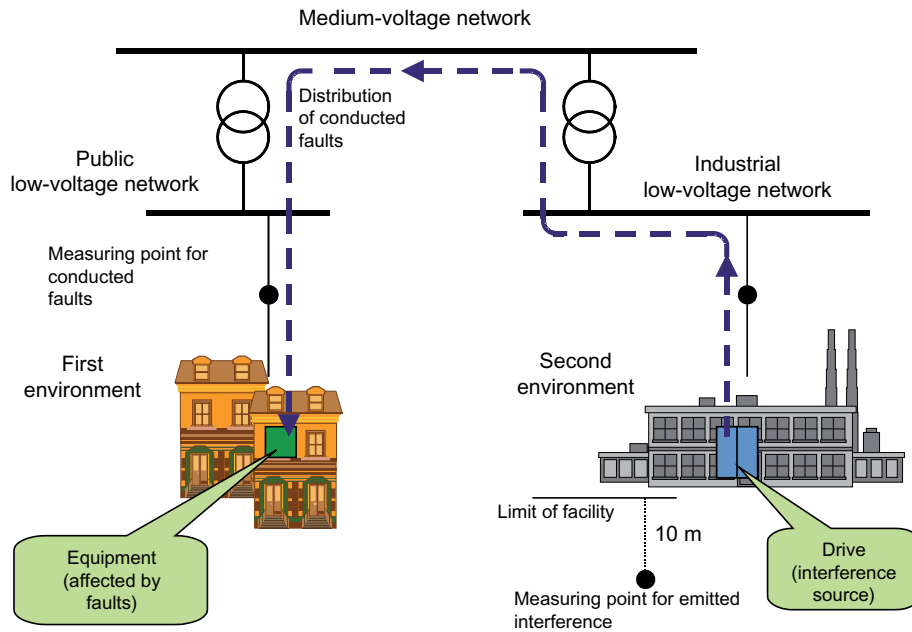 Medium-voltage network
Distribution
of conducted
faults
Public
low-voltage network
Industrial
low-voltage network
Measuring point for
conducted
faults
First
environment
Second
environment
Limit of facility
10 m
Equipment
(affected by
faults)
Drive
(interference
source)
Measuring point for emitted
interference